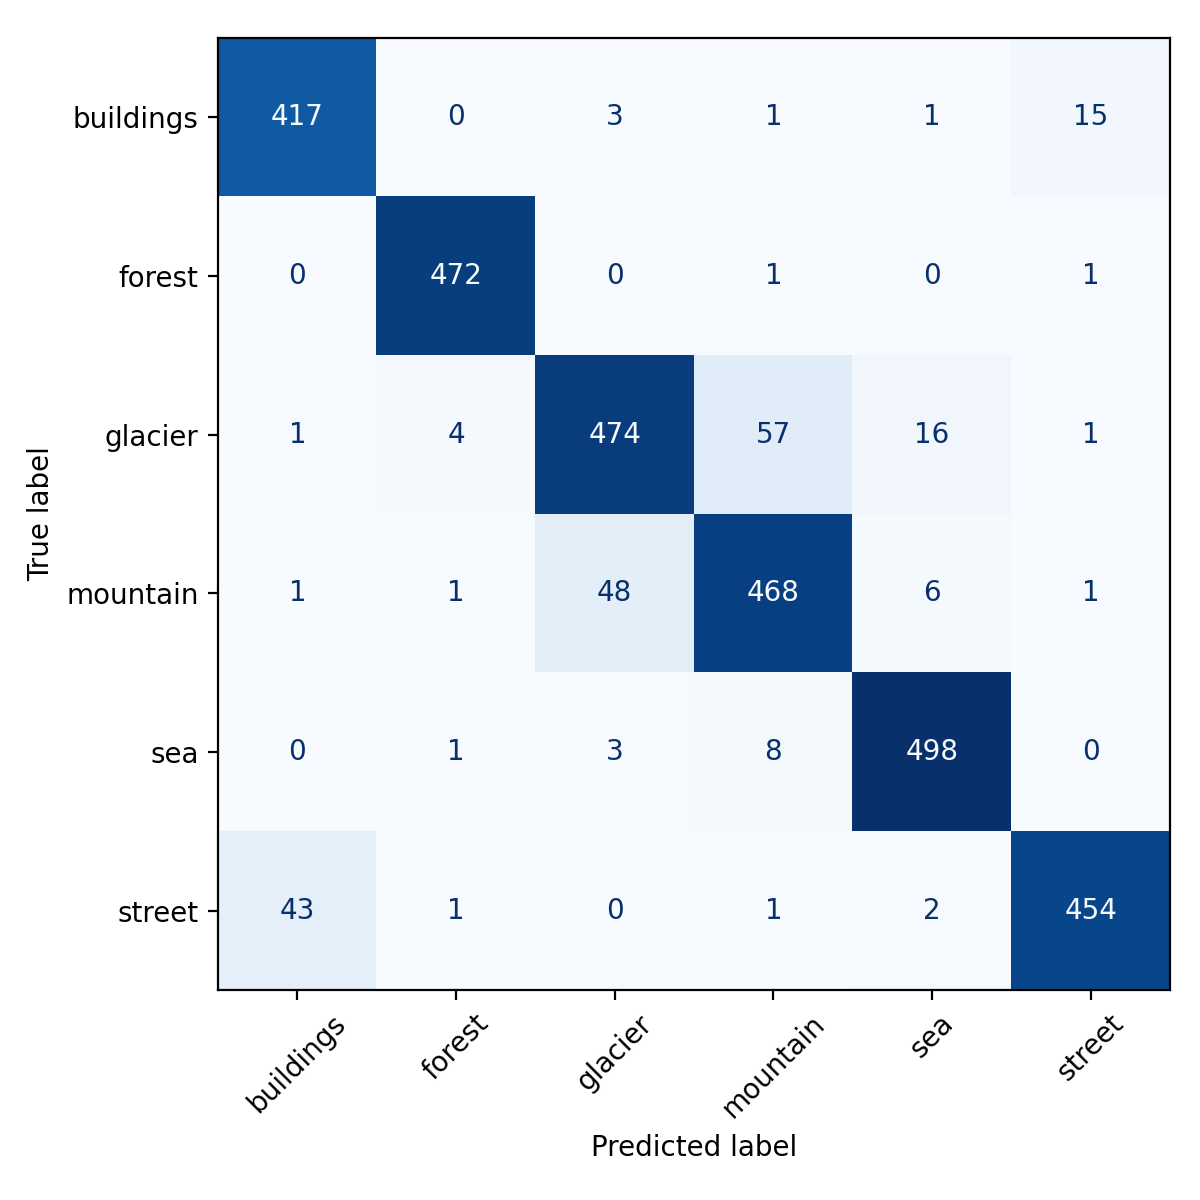 buildings 417 0 3 1 1 15
forest 0 472 0 1 0 1
glacier 1 4 474 57 16 1
mountain 1 1 48 468 6 1
sea 0 1 3 8 498 0
street 43 1 0 1 2 454
True label
buildings forest glacier mountain sea street
Predicted label